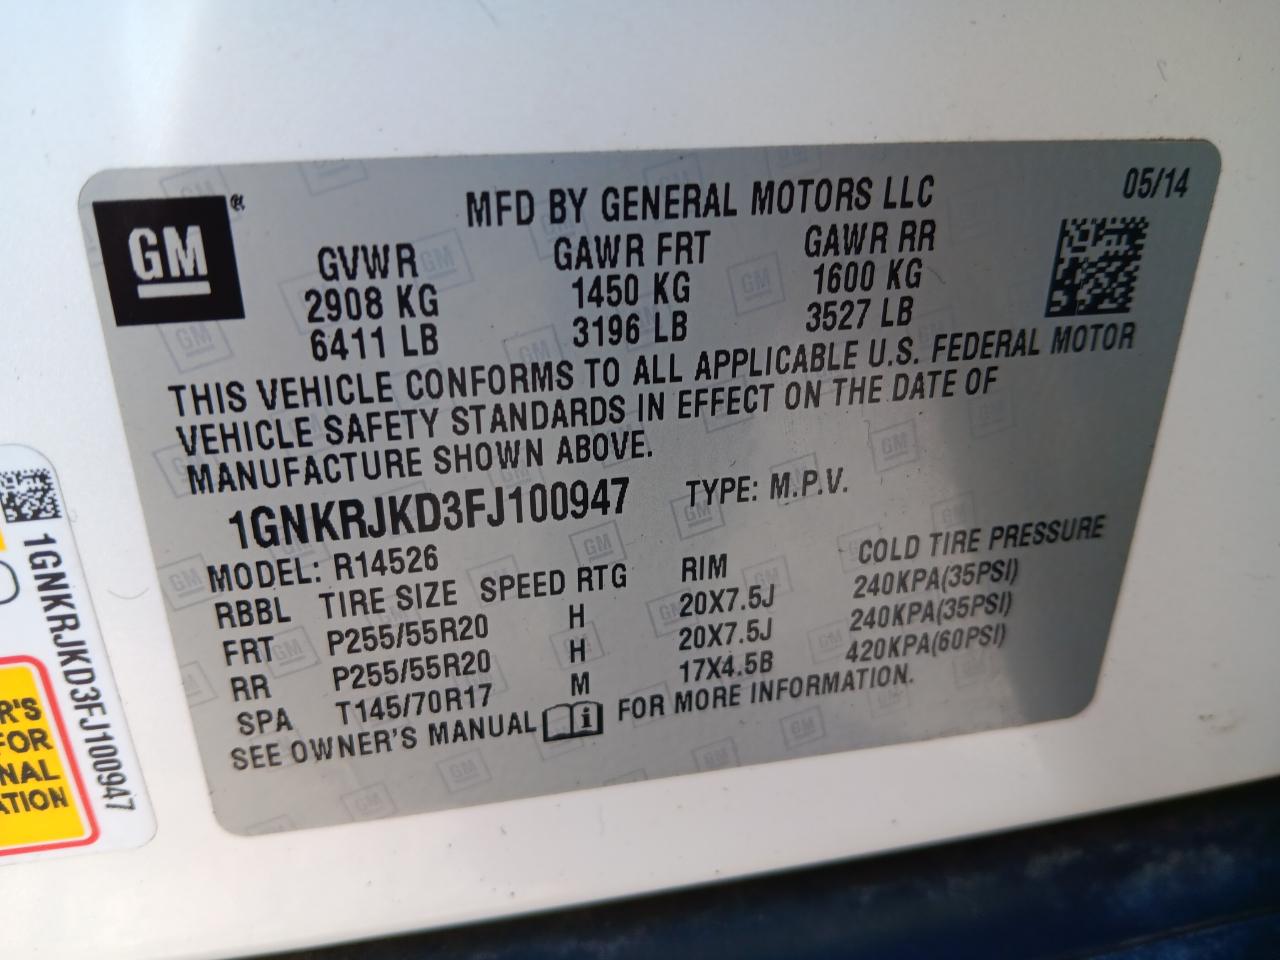 GM®
MFD BY GENERAL MOTORS LLC
05/14
GVWR GAWR FRT GAWR RR
2908 KG 1450 KG 1600 KG
6411 LB 3196 LB 3527 LB
THIS VEHICLE CONFORMS TO ALL APPLICABLE U.S. FEDERAL MOTOR
VEHICLE SAFETY STANDARDS IN EFFECT ON THE DATE OF
MANUFACTURE SHOWN ABOVE.
1GNKRJKD3FJ100947 TYPE: M.P.V.
MODEL: R14526
RBBL TIRE SIZE SPEED RTG RIM COLD TIRE PRESSURE
FRT P255/55R20 H 20X7.5J 240KPA(35PSI)
RR P255/55R20 H 20X7.5J 240KPA(35PSI)
SPA T145/70R17 M 17X4.5B 420KPA(60PSI)
SEE OWNER'S MANUAL i FOR MORE INFORMATION.
1GNKRJKD3FJ100947
R'S
FOR
NAL
ATION